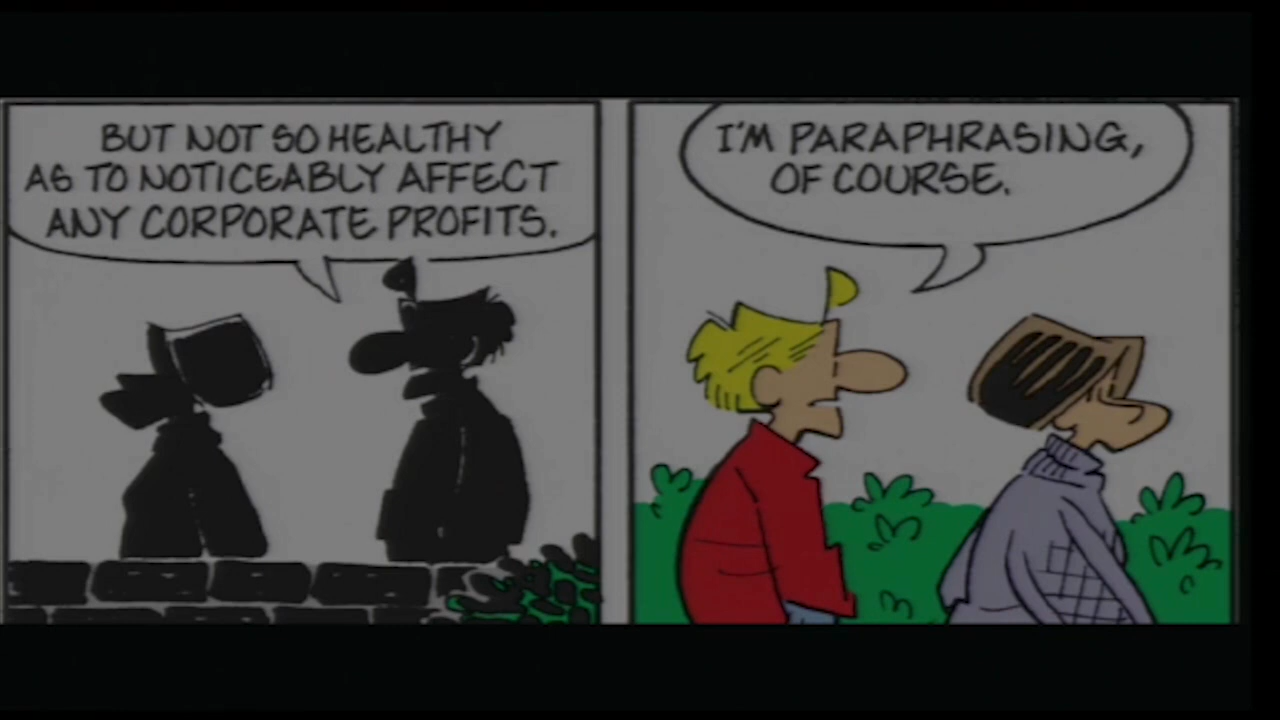 BUT NOT SO HEALTHY
AS TO NOTICEABLY AFFECT
ANY CORPORATE PROFITS.
I'M PARAPHRASING,
OF COURSE.